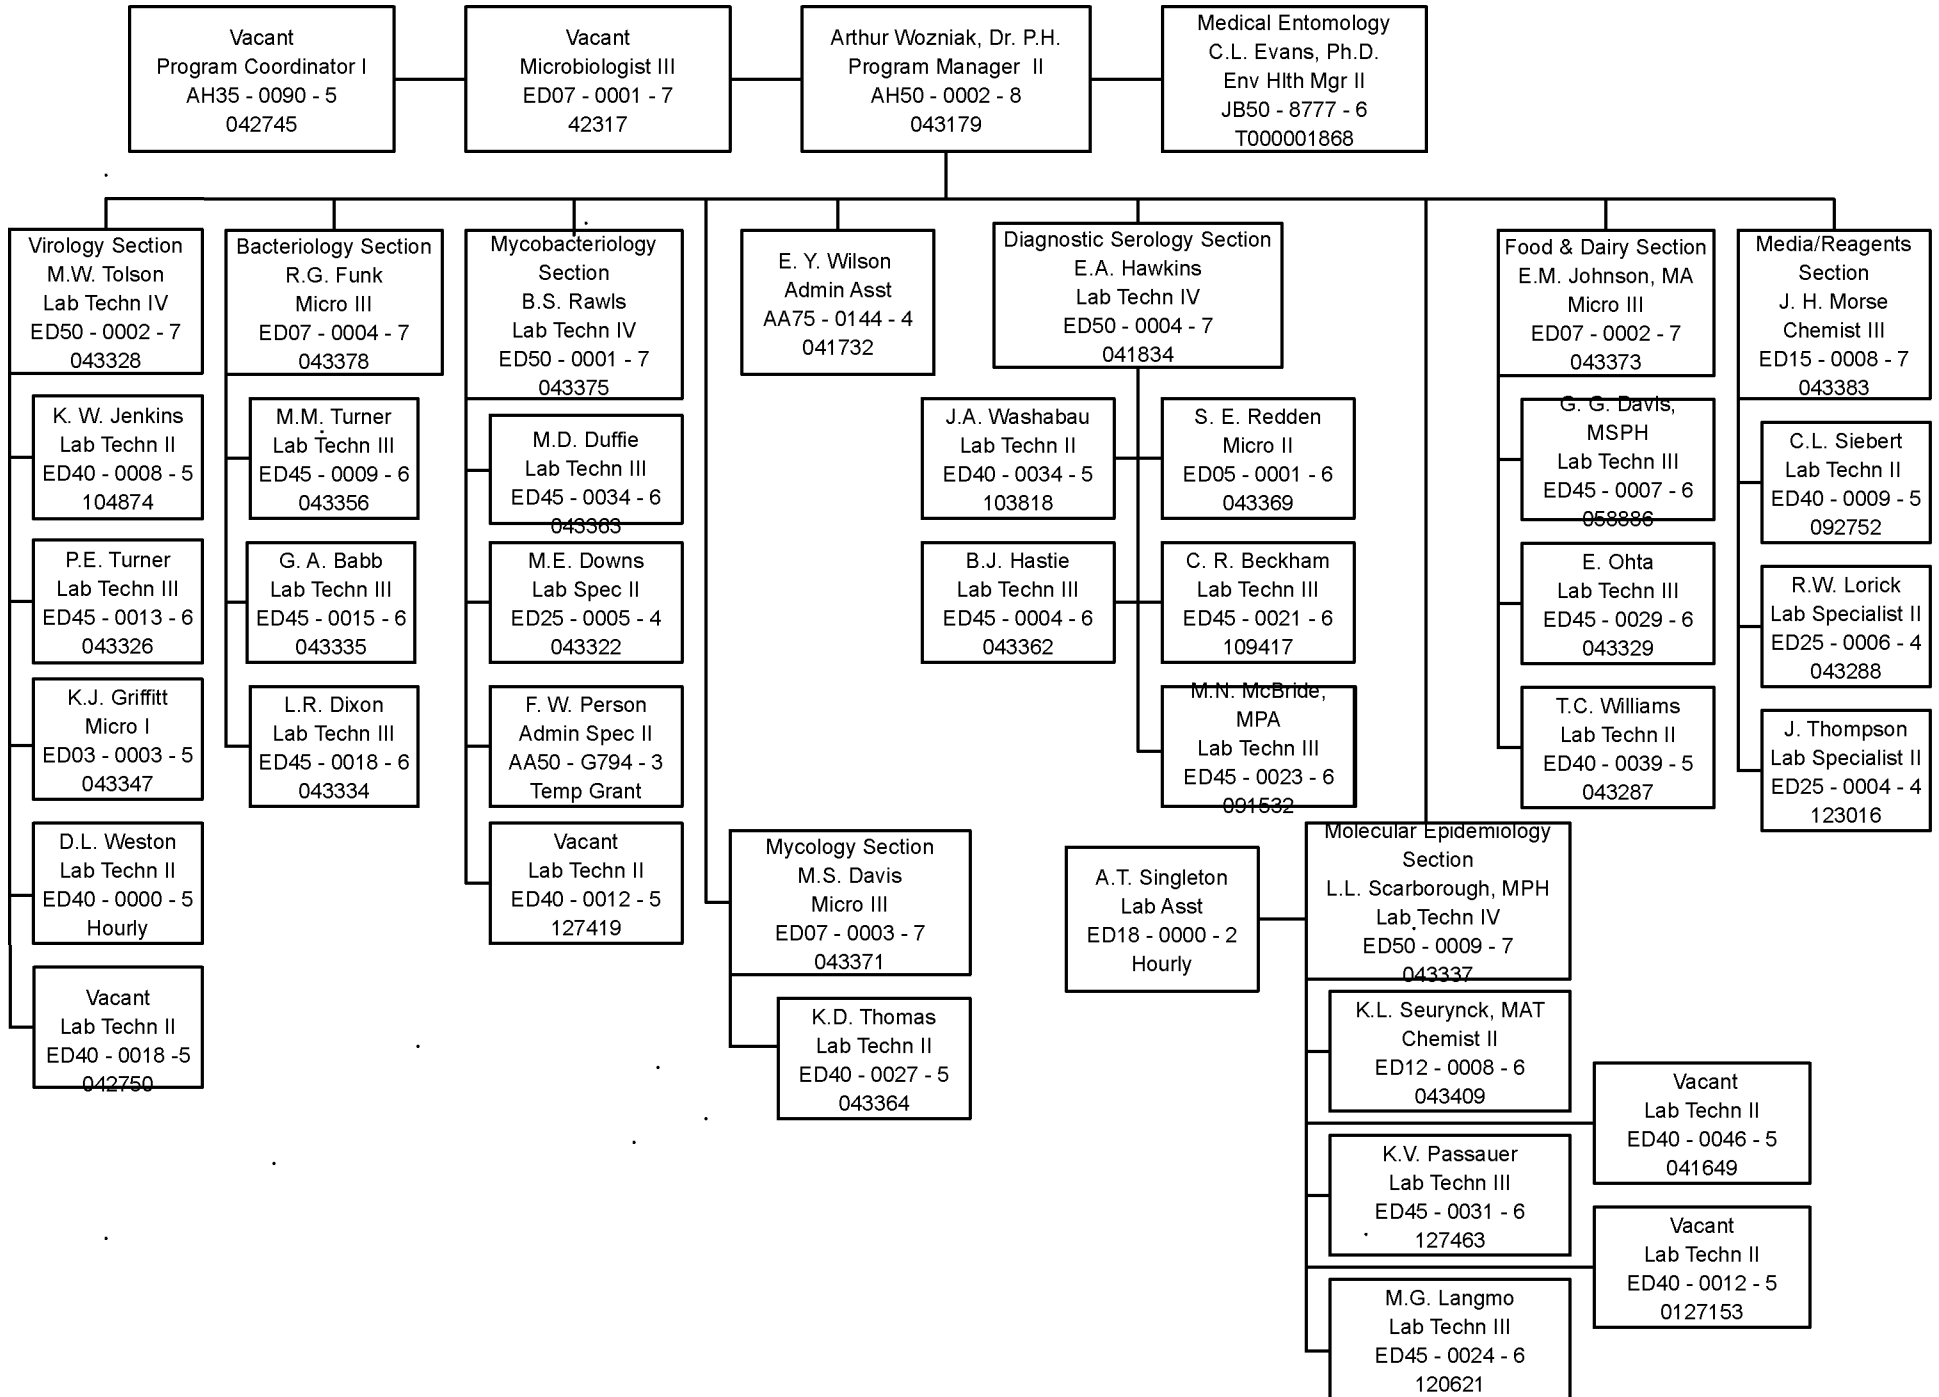 Vacant
Program Coordinator I
AH35 - 0090 - 5
042745
Vacant
Microbiologist III
ED07 - 0001 - 7
42317
Arthur Wozniak, Dr. P.H.
Program Manager II
AH50 - 0002 - 8
043179
Medical Entomology
C.L. Evans, Ph.D.
Env Hlth Mgr II
JB50 - 8777 - 6
T000001868
Virology Section
M.W. Tolson
Lab Techn IV
ED50 - 0002 - 7
043328
K. W. Jenkins
Lab Techn II
ED40 - 0008 - 5
104874
P.E. Turner
Lab Techn III
ED45 - 0013 - 6
043326
K.J. Griffitt
Micro I
ED03 - 0003 - 5
043347
D.L. Weston
Lab Techn II
ED40 - 0000 - 5
Hourly
Vacant
Lab Techn II
ED40 - 0018 -5
042750
Bacteriology Section
R.G. Funk
Micro III
ED07 - 0004 - 7
043378
M.M. Turner
Lab Techn III
ED45 - 0009 - 6
043356
G. A. Babb
Lab Techn III
ED45 - 0015 - 6
043335
L.R. Dixon
Lab Techn III
ED45 - 0018 - 6
043334
Mycobacteriology
Section
B.S. Rawls
Lab Techn IV
ED50 - 0001 - 7
043375
M.D. Duffie
Lab Techn III
ED45 - 0034 - 6
043363
M.E. Downs
Lab Spec II
ED25 - 0005 - 4
043322
F. W. Person
Admin Spec II
AA50 - G794 - 3
Temp Grant
Vacant
Lab Techn II
ED40 - 0012 - 5
127419
Mycology Section
M.S. Davis
Micro III
ED07 - 0003 - 7
043371
K.D. Thomas
Lab Techn II
ED40 - 0027 - 5
043364
E. Y. Wilson
Admin Asst
AA75 - 0144 - 4
041732
Diagnostic Serology Section
E.A. Hawkins
Lab Techn IV
ED50 - 0004 - 7
041834
J.A. Washabau
Lab Techn II
ED40 - 0034 - 5
103818
S. E. Redden
Micro II
ED05 - 0001 - 6
043369
B.J. Hastie
Lab Techn III
ED45 - 0004 - 6
043362
C. R. Beckham
Lab Techn III
ED45 - 0021 - 6
109417
M.N. McBride,
MPA
Lab Techn III
ED45 - 0023 - 6
091532
A.T. Singleton
Lab Asst
ED18 - 0000 - 2
Hourly
Molecular Epidemiology
Section
L.L. Scarborough, MPH
Lab Techn IV
ED50 - 0009 - 7
043337
K.L. Seurynck, MAT
Chemist II
ED12 - 0008 - 6
043409
Vacant
Lab Techn II
ED40 - 0046 - 5
041649
K.V. Passauer
Lab Techn III
ED45 - 0031 - 6
127463
Vacant
Lab Techn II
ED40 - 0012 - 5
0127153
M.G. Langmo
Lab Techn III
ED45 - 0024 - 6
120621
Food & Dairy Section
E.M. Johnson, MA
Micro III
ED07 - 0002 - 7
043373
G. G. Davis,
MSPH
Lab Techn III
ED45 - 0007 - 6
058886
E. Ohta
Lab Techn III
ED45 - 0029 - 6
043329
T.C. Williams
Lab Techn II
ED40 - 0039 - 5
043287
Media/Reagents
Section
J. H. Morse
Chemist III
ED15 - 0008 - 7
043383
C.L. Siebert
Lab Techn II
ED40 - 0009 - 5
092752
R.W. Lorick
Lab Specialist II
ED25 - 0006 - 4
043288
J. Thompson
Lab Specialist II
ED25 - 0004 - 4
123016